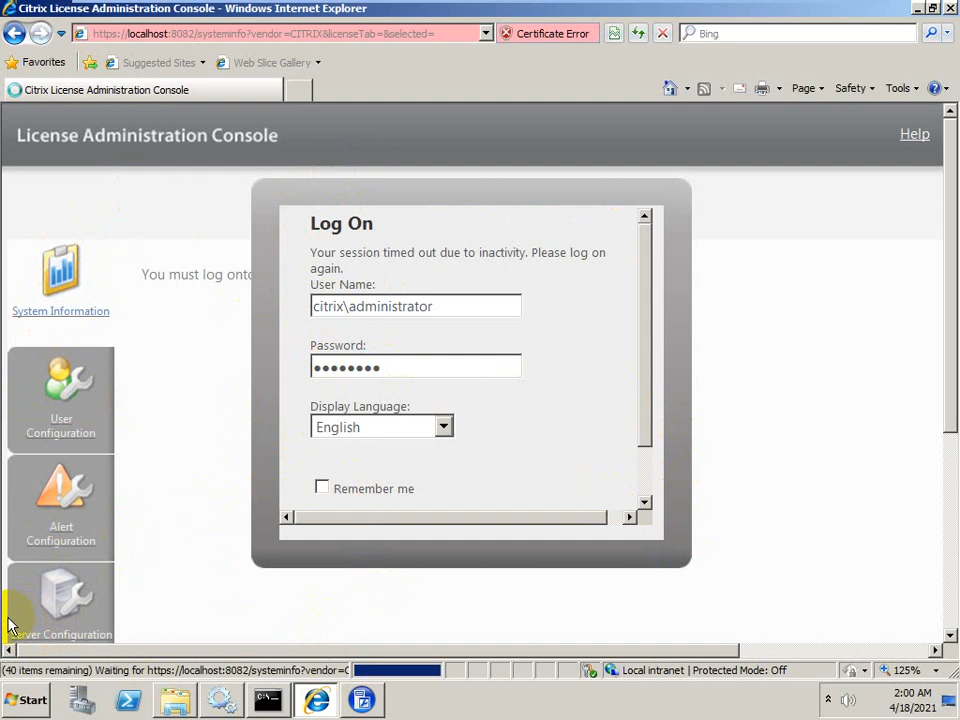 Citrix License Administration Console - Windows Internet Explorer
https://localhost:8082/systeminfo?vendor=CITRIX&licenseTab=&selected=
Certificate Error
Bing
Favorites
Suggested Sites
Web Slice Gallery
Citrix License Administration Console
Page
Safety
Tools
License Administration Console
Help
Log On
Your session timed out due to inactivity. Please log on
again.
User Name:
citrix\administrator
You must log onto
System Information
Password:
••••••••
Display Language:
English
User
Configuration
Remember me
Alert
Configuration
erver Configuration
(40 items remaining) Waiting for https://localhost:8082/systeminfo?vendor=C
Local intranet | Protected Mode: Off
125%
Start
2:00 AM
4/18/2021